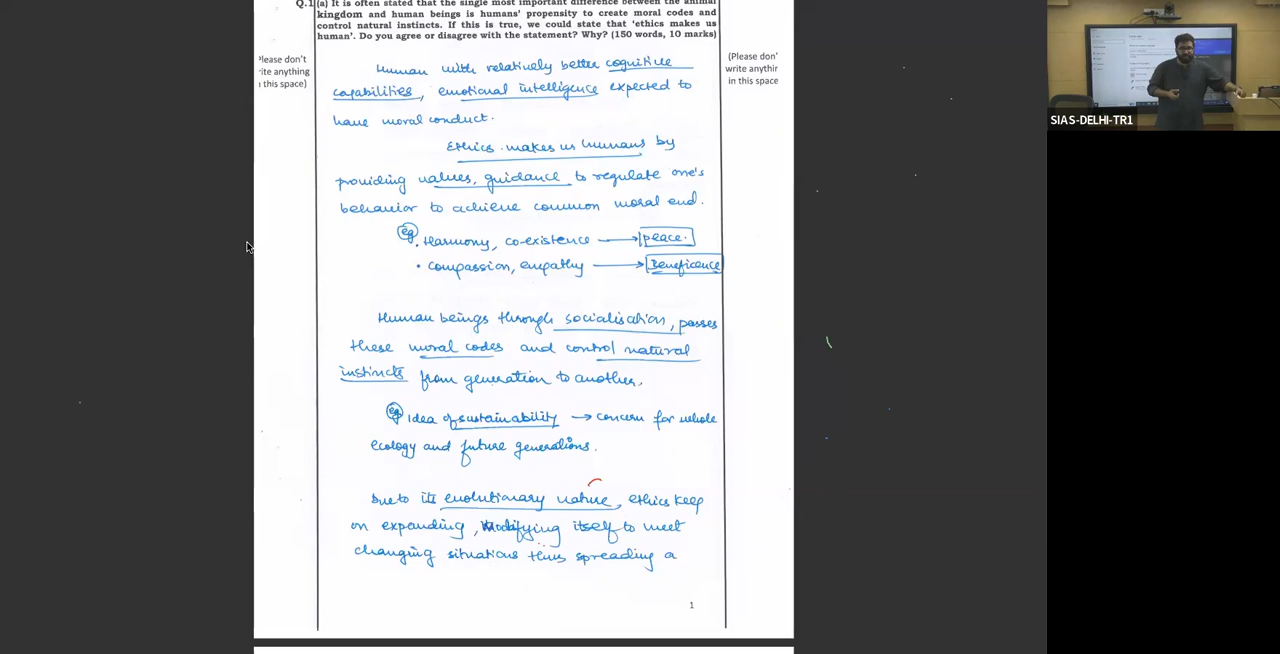 Q.1(a) It is often stated that the single most important difference between the animal
kingdom and human beings is humans' propensity to create moral codes and
control natural instincts. If this is true, we could state that 'ethics makes us
human'. Do you agree or disagree with the statement? Why? (150 words, 10 marks)
Please don't
rite anything
n this space)
(Please don'
write anythin
in this space
SIAS-DELHI-TR1
Human with relatively better cognitive
capabilities, emotional intelligence expected to
have moral conduct.
Ethics makes us humans by
providing values, guidance to regulate one's
behavior to achieve common moral end.
eg . Harmony, co-existence → peace.
• compassion, empathy → Beneficence
Human beings through socialisation, passes
these moral codes and control natural
instincts from generation to another.
eg Idea of sustainability → concern for whole
ecology and future generations.
Due to its evolutionary nature, ethics keep
on expanding, modifying itself to meet
changing situations thus spreading a
1